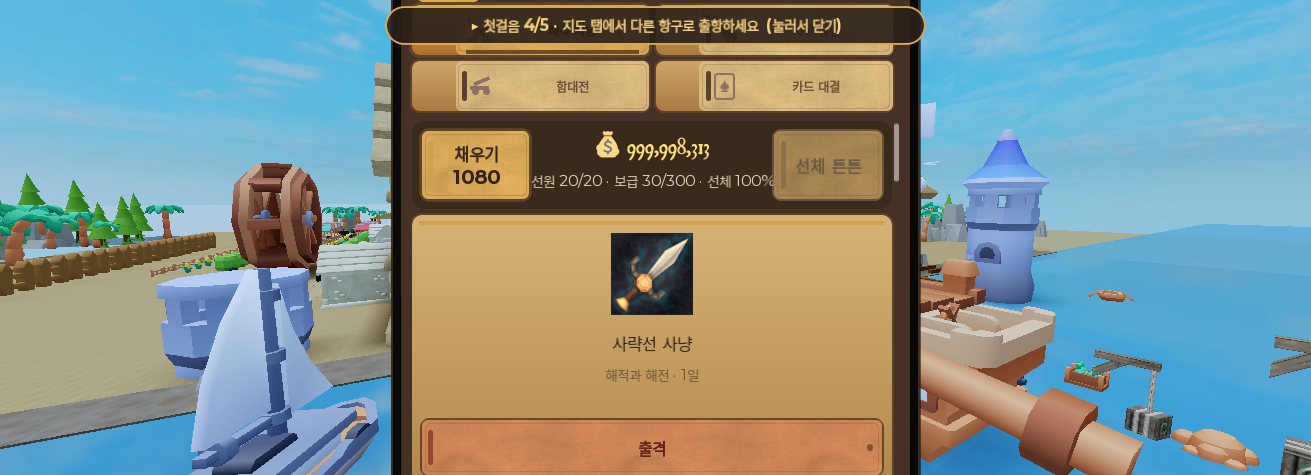 ▸ 첫걸음 4/5 · 지도 탭에서 다른 항구로 출항하세요 (눌러서 닫기)
함대전
카드 대결
채우기
1080
999,998,313
선원 20/20 · 보급 30/300 · 선체 100%
선체 튼튼
사략선 사냥
해적과 해전 · 1일
출격